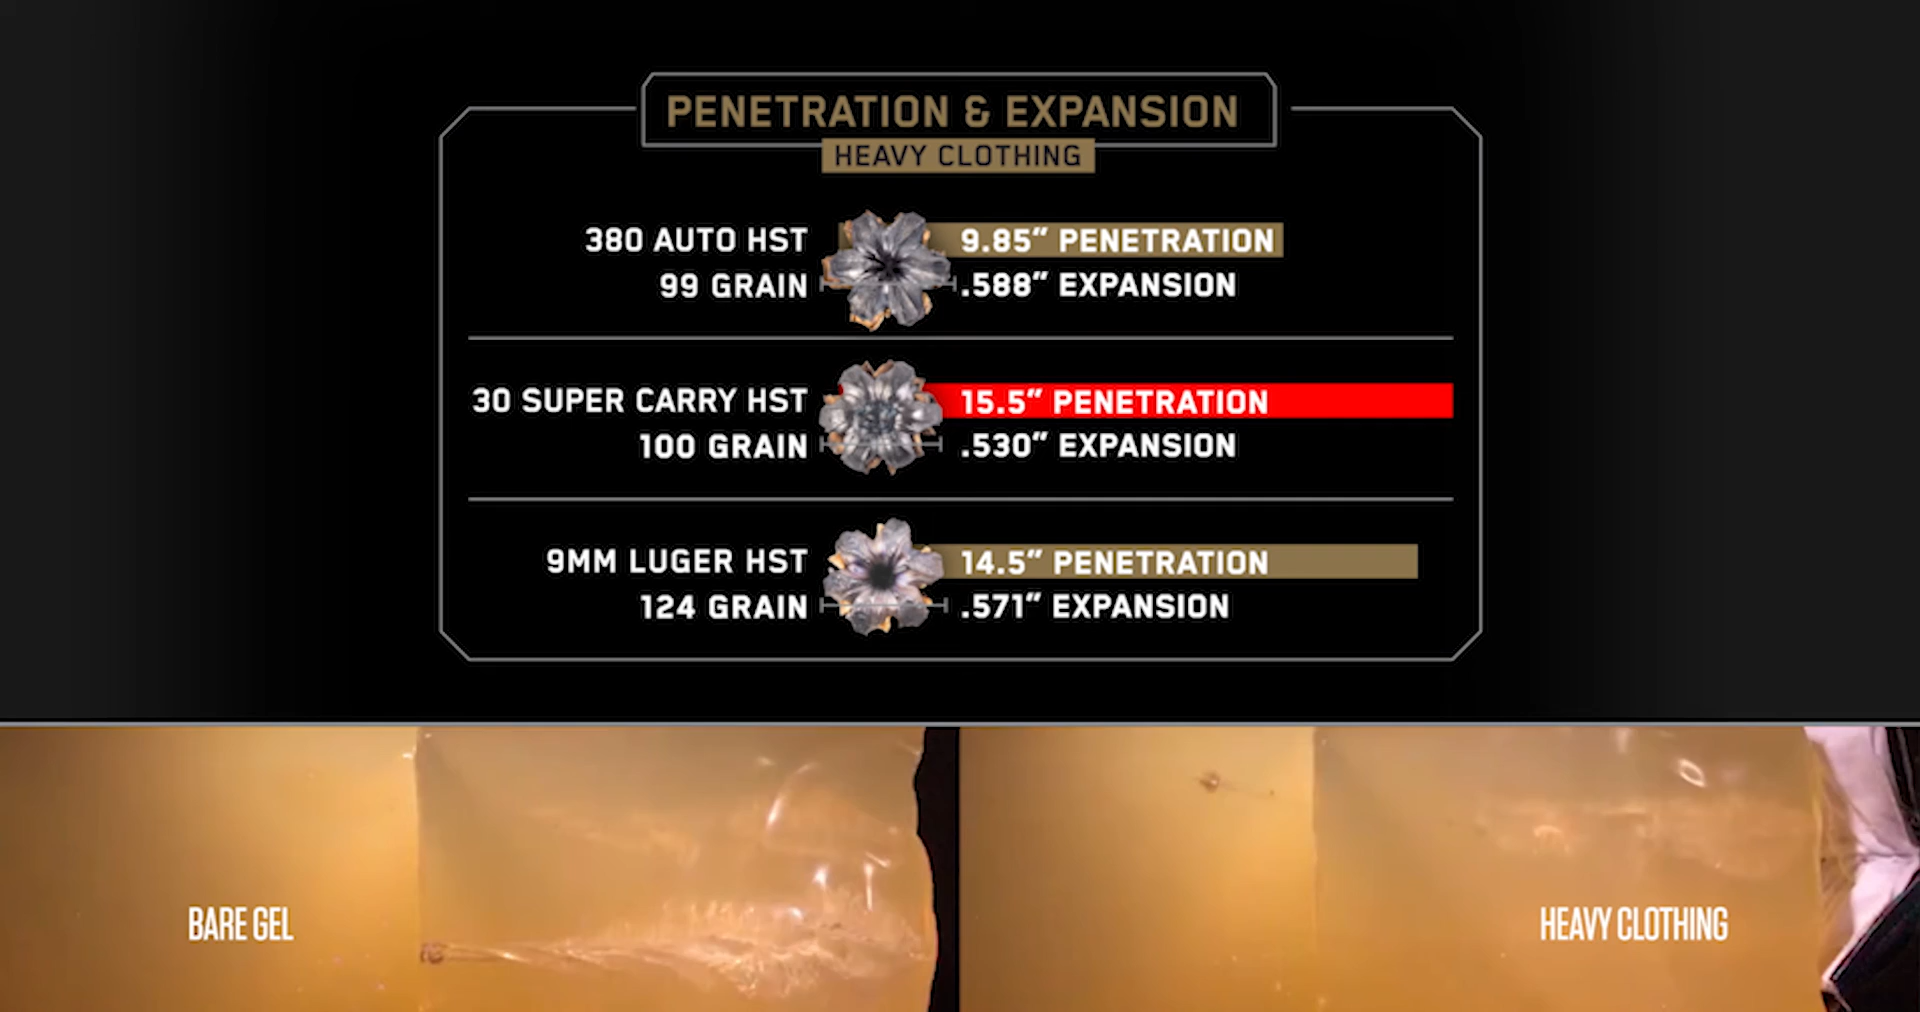 PENETRATION & EXPANSION
HEAVY CLOTHING
380 AUTO HST
9.85” PENETRATION
99 GRAIN
.588” EXPANSION
30 SUPER CARRY HST
15.5” PENETRATION
100 GRAIN
.530” EXPANSION
9MM LUGER HST
14.5” PENETRATION
124 GRAIN
.571” EXPANSION
BARE GEL
HEAVY CLOTHING